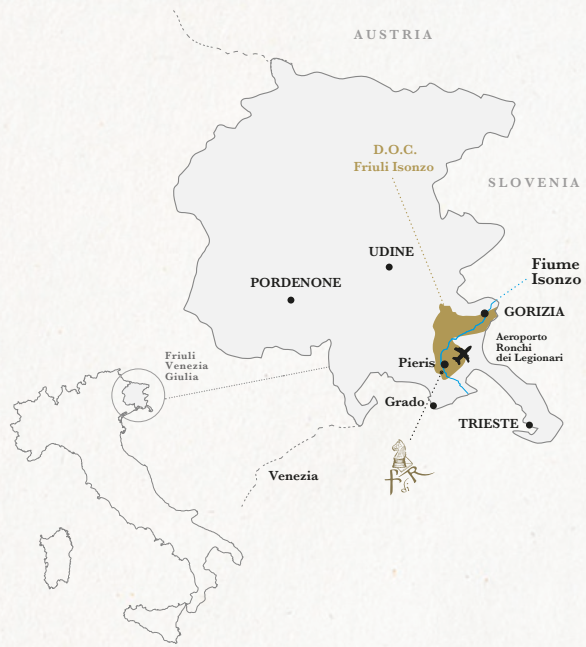 AUSTRIA
D.O.C.
Friuli Isonzo
SLOVENIA
UDINE
Fiume
Isonzo
PORDENONE
GORIZIA
Aeroporto
Ronchi
dei Legionari
Friuli
Venezia
Giulia
Pieris
Grado
TRIESTE
Venezia
f di R